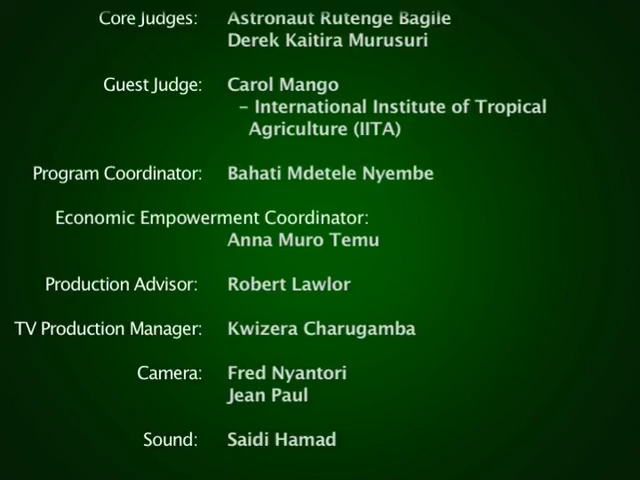 Core Judges: Astronaut Rutenge Bagile
Derek Kaitira Murusuri
Guest Judge: Carol Mango
– International Institute of Tropical
Agriculture (IITA)
Program Coordinator: Bahati Mdetele Nyembe
Economic Empowerment Coordinator:
Anna Muro Temu
Production Advisor: Robert Lawlor
TV Production Manager: Kwizera Charugamba
Camera: Fred Nyantori
Jean Paul
Sound: Saidi Hamad